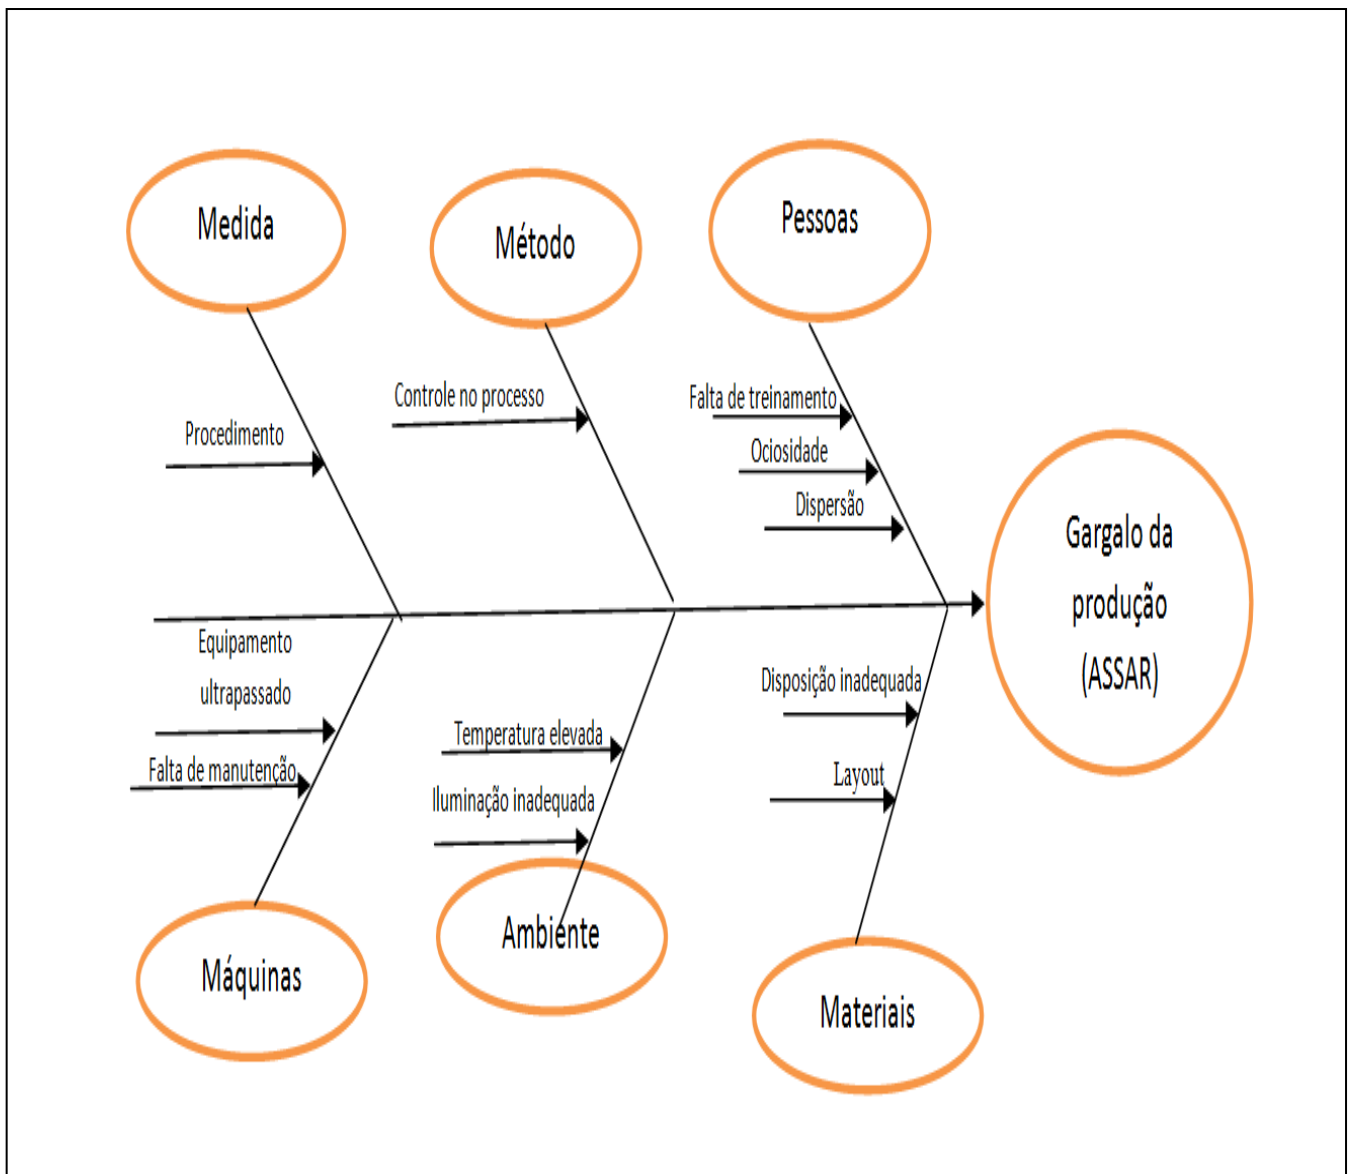 Medida
Método
Pessoas
Controle no processo
Falta de treinamento
Procedimento
Ociosidade
Dispersão
Gargalo da
produção
(ASSAR)
Equipamento
ultrapassado
Falta de manutenção
Temperatura elevada
Iluminação inadequada
Disposição inadequada
Layout
Máquinas
Ambiente
Materiais